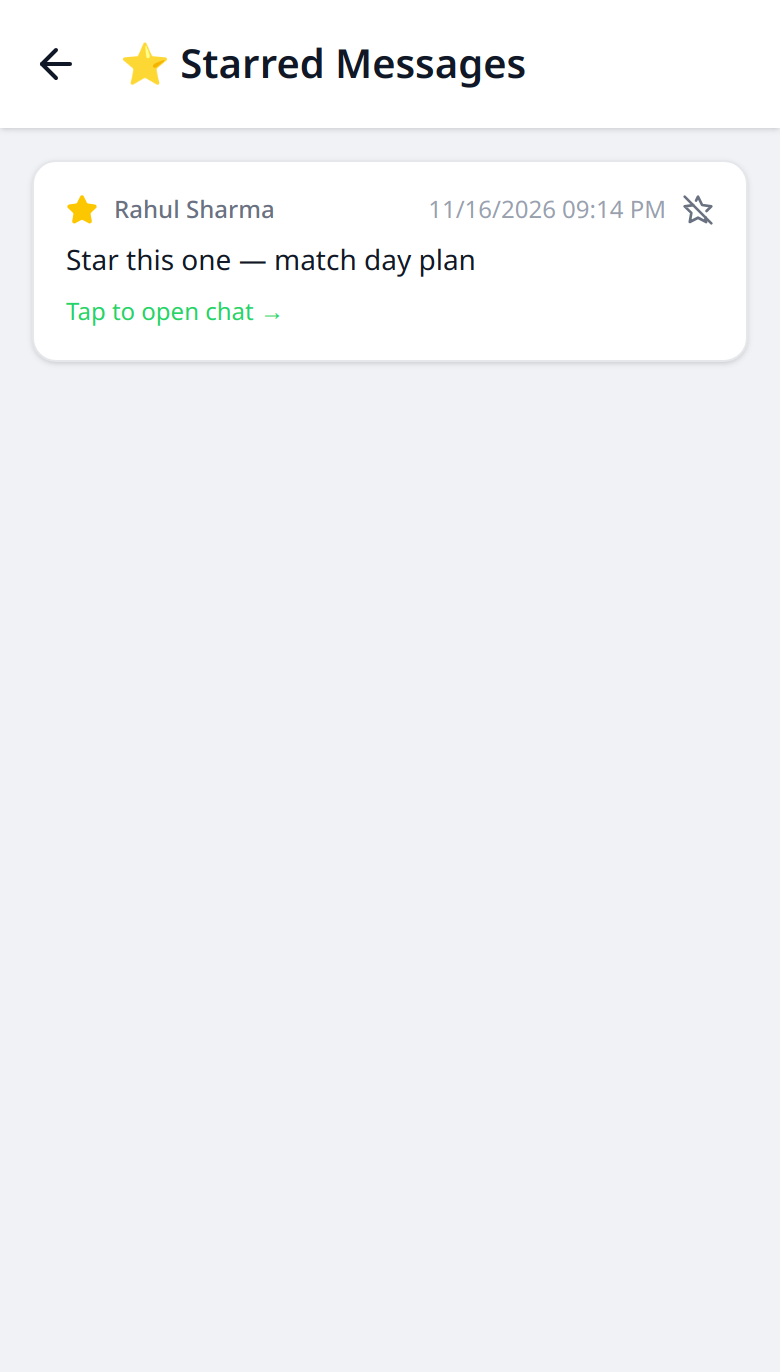 ⭐ Starred Messages
Rahul Sharma 11/16/2026 09:14 PM
Star this one — match day plan
Tap to open chat →